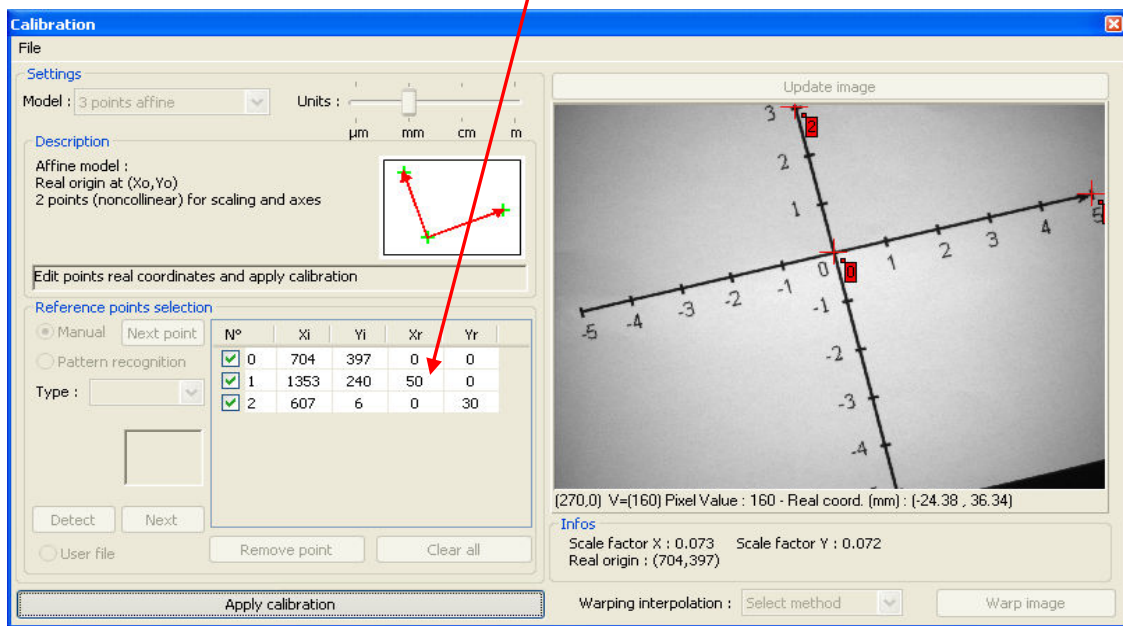 Calibration
File
Settings
Model : 3 points affine
Units :
µm mm cm m
Description
Affine model :
Real origin at (Xo,Yo)
2 points (noncollinear) for scaling and axes
Edit points real coordinates and apply calibration
Reference points selection
Manual Next point
Pattern recognition
Type :
Detect Next
User file
N° Xi Yi Xr Yr
0 704 397 0 0
1 1353 240 50 0
2 607 6 0 30
Remove point Clear all
Apply calibration
Update image
3 2
2
1
5
4
3
2
1
0 0
-1
-2
-3
-4
-5
-1
-2
-3
-4
(270,0) V=(160) Pixel Value : 160 - Real coord. (mm) : (-24.38 , 36.34)
Infos
Scale factor X : 0.073 Scale factor Y : 0.072
Real origin : (704,397)
Warping interpolation : Select method Warp image